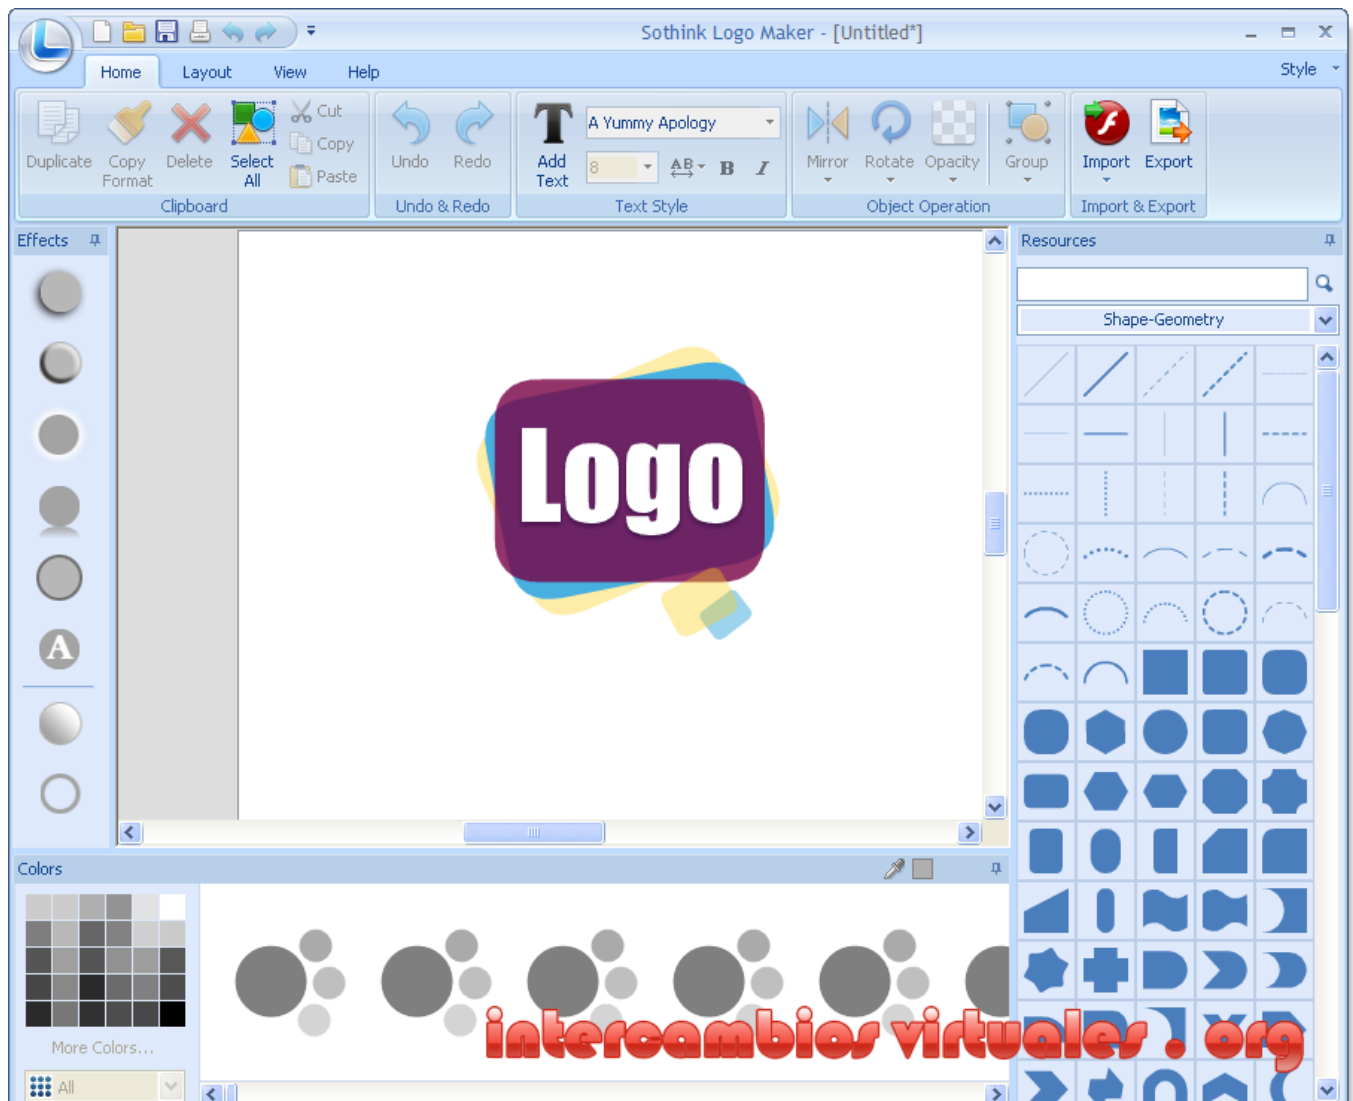 Sothink Logo Maker - [Untitled*]
Home Layout View Help Style
Duplicate Copy Format Delete Select All Cut Copy Paste
Clipboard
Undo Redo
Undo & Redo
Add Text A Yummy Apology 8 AB B I
Text Style
Mirror Rotate Opacity Group
Object Operation
Import Export
Import & Export
Effects
A
Logo
Resources
Shape-Geometry
Colors
More Colors...
All
intercambios virtuales . org